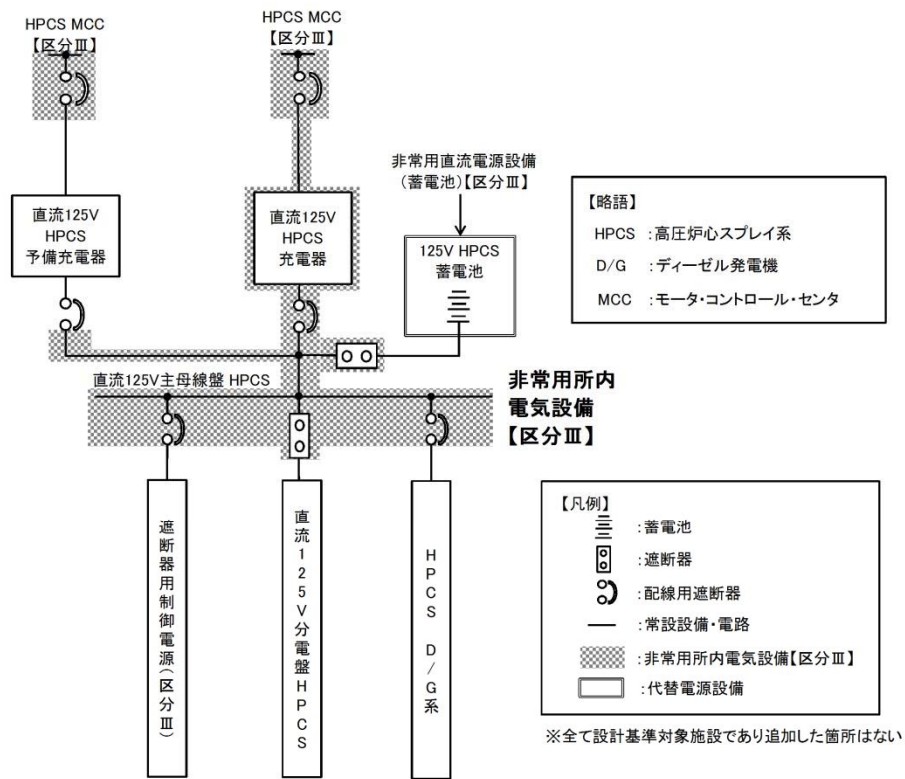 HPCS MCC
【区分Ⅲ】
HPCS MCC
【区分Ⅲ】
非常用直流電源設備
(蓄電池)【区分Ⅲ】
直流125V
HPCS
予備充電器
直流125V
HPCS
充電器
125V HPCS
蓄電池
【略語】
HPCS :高圧炉心スプレイ系
D/G :ディーゼル発電機
MCC :モータ・コントロール・センタ
直流125V主母線盤 HPCS
非常用所内
電気設備
【区分Ⅲ】
遮断器用制御電源(区分Ⅲ)
直流125V分電盤HPCS
HPCS D/G系
【凡例】
:蓄電池
:遮断器
:配線用遮断器
:常設設備・電路
:非常用所内電気設備【区分Ⅲ】
:代替電源設備
※全て設計基準対象施設であり追加した箇所はない